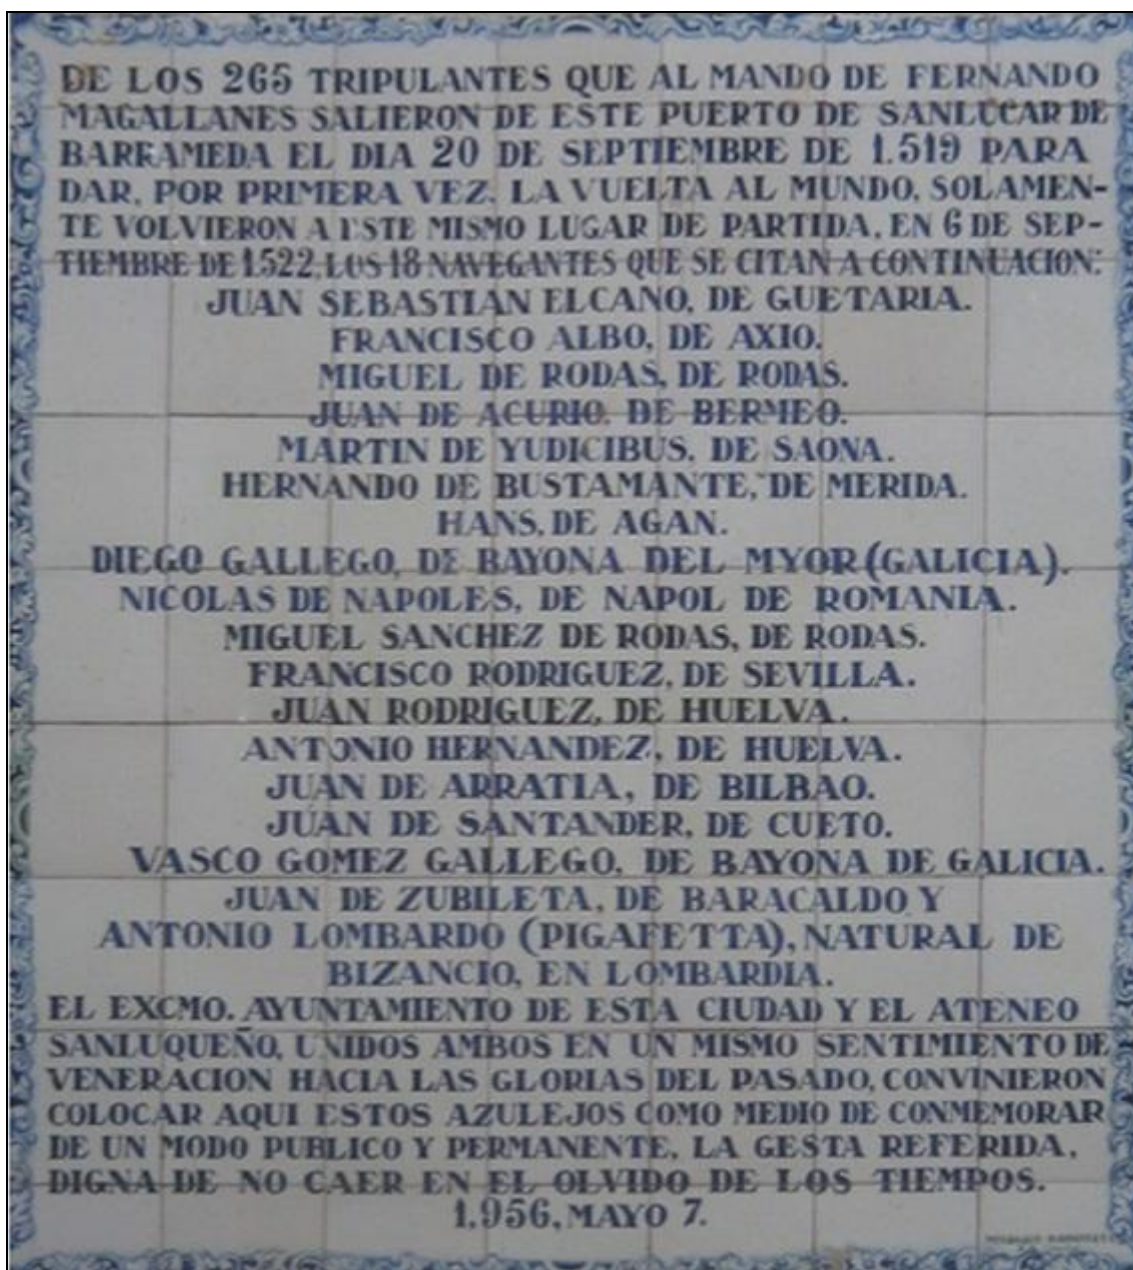 DE LOS 265 TRIPULANTES QUE AL MANDO DE FERNANDO
MAGALLANES SALIERON DE ESTE PUERTO DE SANLUCAR DE
BARRAMEDA EL DIA 20 DE SEPTIEMBRE DE 1.519 PARA
DAR, POR PRIMERA VEZ, LA VUELTA AL MUNDO, SOLAMEN-
TE VOLVIERON A ESTE MISMO LUGAR DE PARTIDA, EN 6 DE SEP-
TIEMBRE DE 1.522, LOS 18 NAVEGANTES QUE SE CITAN A CONTINUACION:
JUAN SEBASTIAN ELCANO, DE GUETARIA.
FRANCISCO ALBO, DE AXIO.
MIGUEL DE RODAS, DE RODAS.
JUAN DE ACURIO, DE BERMEO.
MARTIN DE YUDICIBUS, DE SAONA.
HERNANDO DE BUSTAMANTE, DE MERIDA.
HANS, DE AGAN.
DIEGO GALLEGO, DE BAYONA DEL MYOR (GALICIA).
NICOLAS DE NAPOLES, DE NAPOL DE ROMANIA.
MIGUEL SANCHEZ DE RODAS, DE RODAS.
FRANCISCO RODRIGUEZ, DE SEVILLA.
JUAN RODRIGUEZ, DE HUELVA.
ANTONIO HERNANDEZ, DE HUELVA.
JUAN DE ARRATIA, DE BILBAO.
JUAN DE SANTANDER, DE CUETO.
VASCO GOMEZ GALLEGO, DE BAYONA DE GALICIA.
JUAN DE ZUBILETA, DE BARACALDO Y
ANTONIO LOMBARDO (PIGAFETTA), NATURAL DE
BIZANCIO, EN LOMBARDIA.
EL EXCMO. AYUNTAMIENTO DE ESTA CIUDAD Y EL ATENEO
SANLUQUEÑO, UNIDOS AMBOS EN UN MISMO SENTIMIENTO DE
VENERACION HACIA LAS GLORIAS DEL PASADO, CONVINIERON
COLOCAR AQUI ESTOS AZULEJOS COMO MEDIO DE CONMEMORAR
DE UN MODO PUBLICO Y PERMANENTE, LA GESTA REFERIDA,
DIGNA DE NO CAER EN EL OLVIDO DE LOS TIEMPOS.
1.956, MAYO 7.